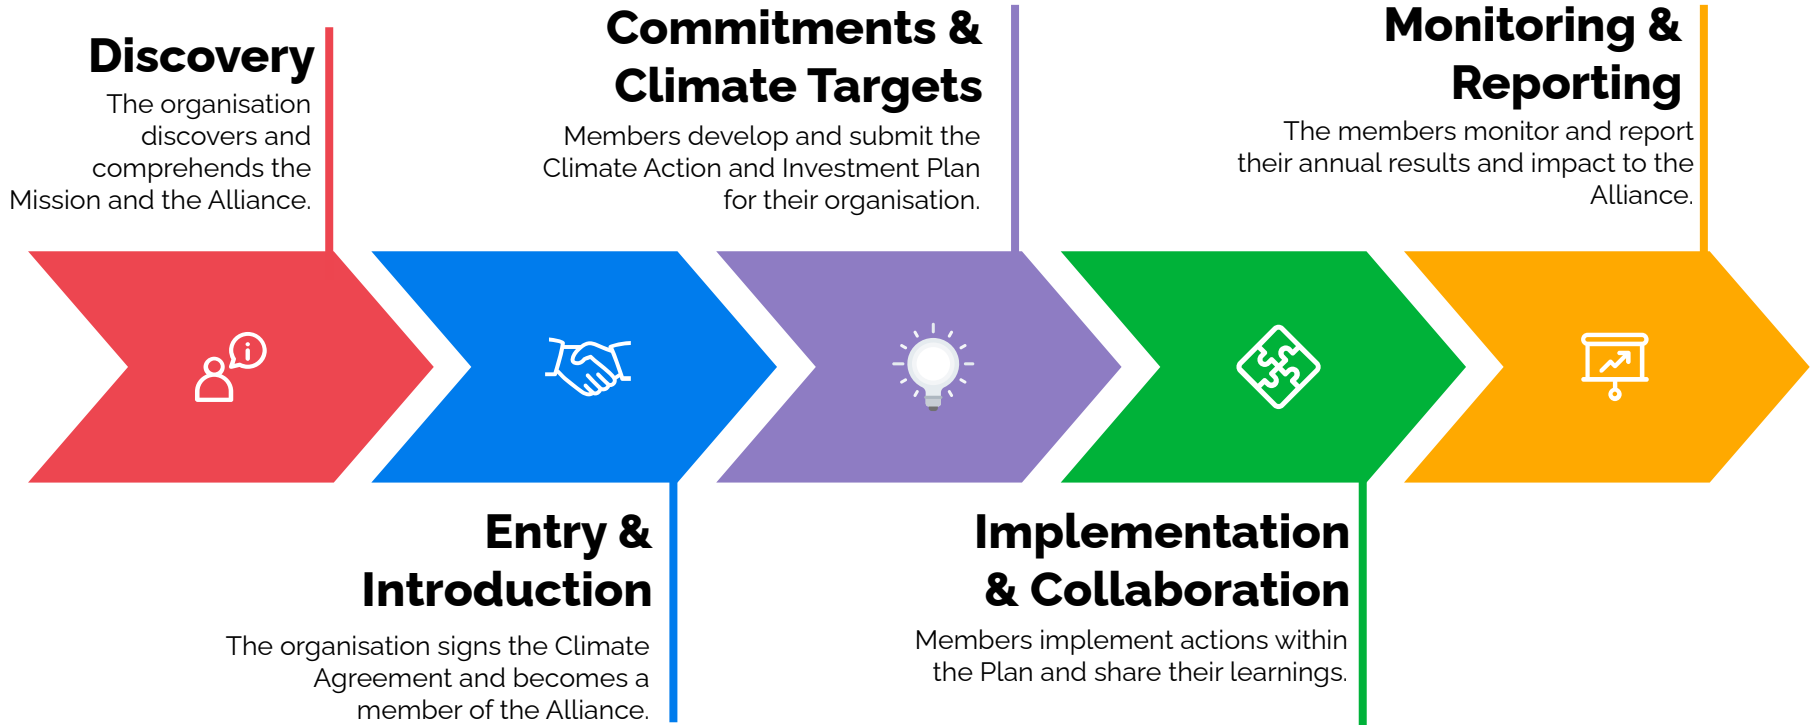 Discovery
The organisation
discovers and
comprehends the
Mission and the Alliance.
Entry &
Introduction
The organisation signs the Climate
Agreement and becomes a
member of the Alliance.
Commitments &
Climate Targets
Members develop and submit the
Climate Action and Investment Plan
for their organisation.
Implementation
& Collaboration
Members implement actions within
the Plan and share their learnings.
Monitoring &
Reporting
The members monitor and report
their annual results and impact to the
Alliance.